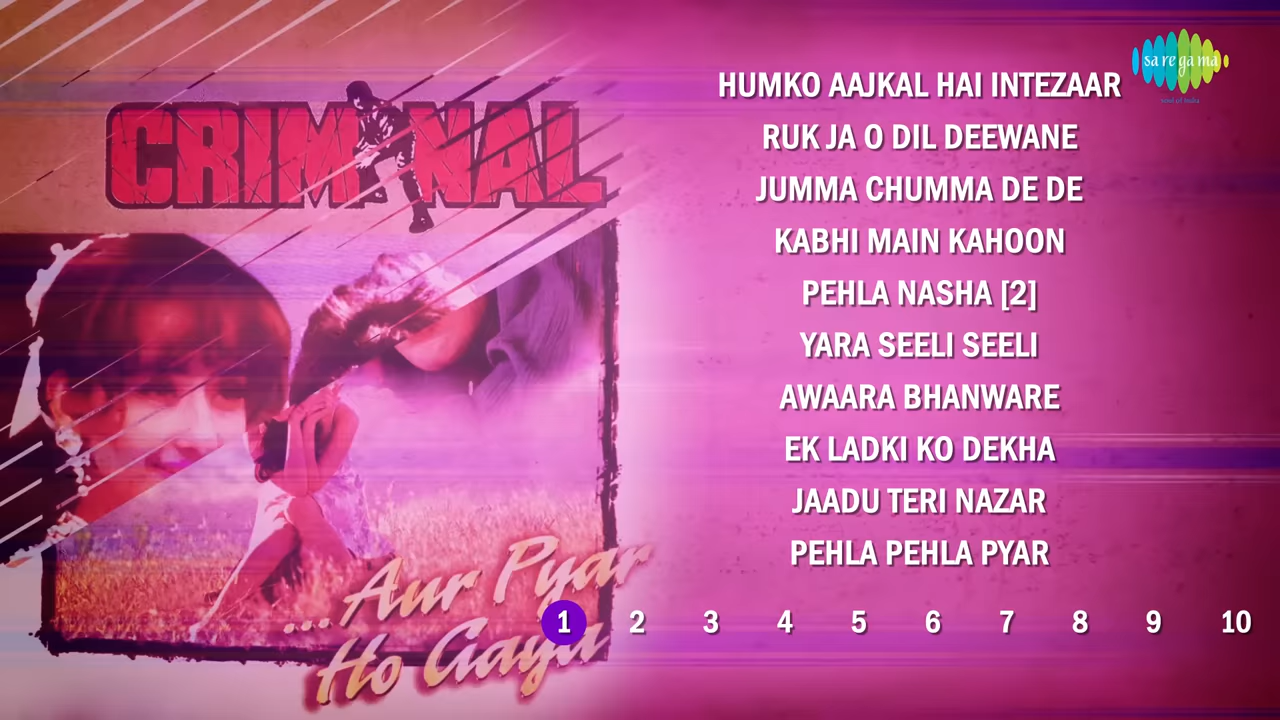 CRIMINAL
... Aur Pyar
Ho Gaya
HUMKO AAJKAL HAI INTEZAAR
sa re ga ma
RUK JA O DIL DEEWANE
JUMMA CHUMMA DE DE
KABHI MAIN KAHOON
PEHLA NASHA [2]
YARA SEELI SEELI
AWAARA BHANWARE
EK LADKI KO DEKHA
JAADU TERI NAZAR
PEHLA PEHLA PYAR
1 2 3 4 5 6 7 8 9 10